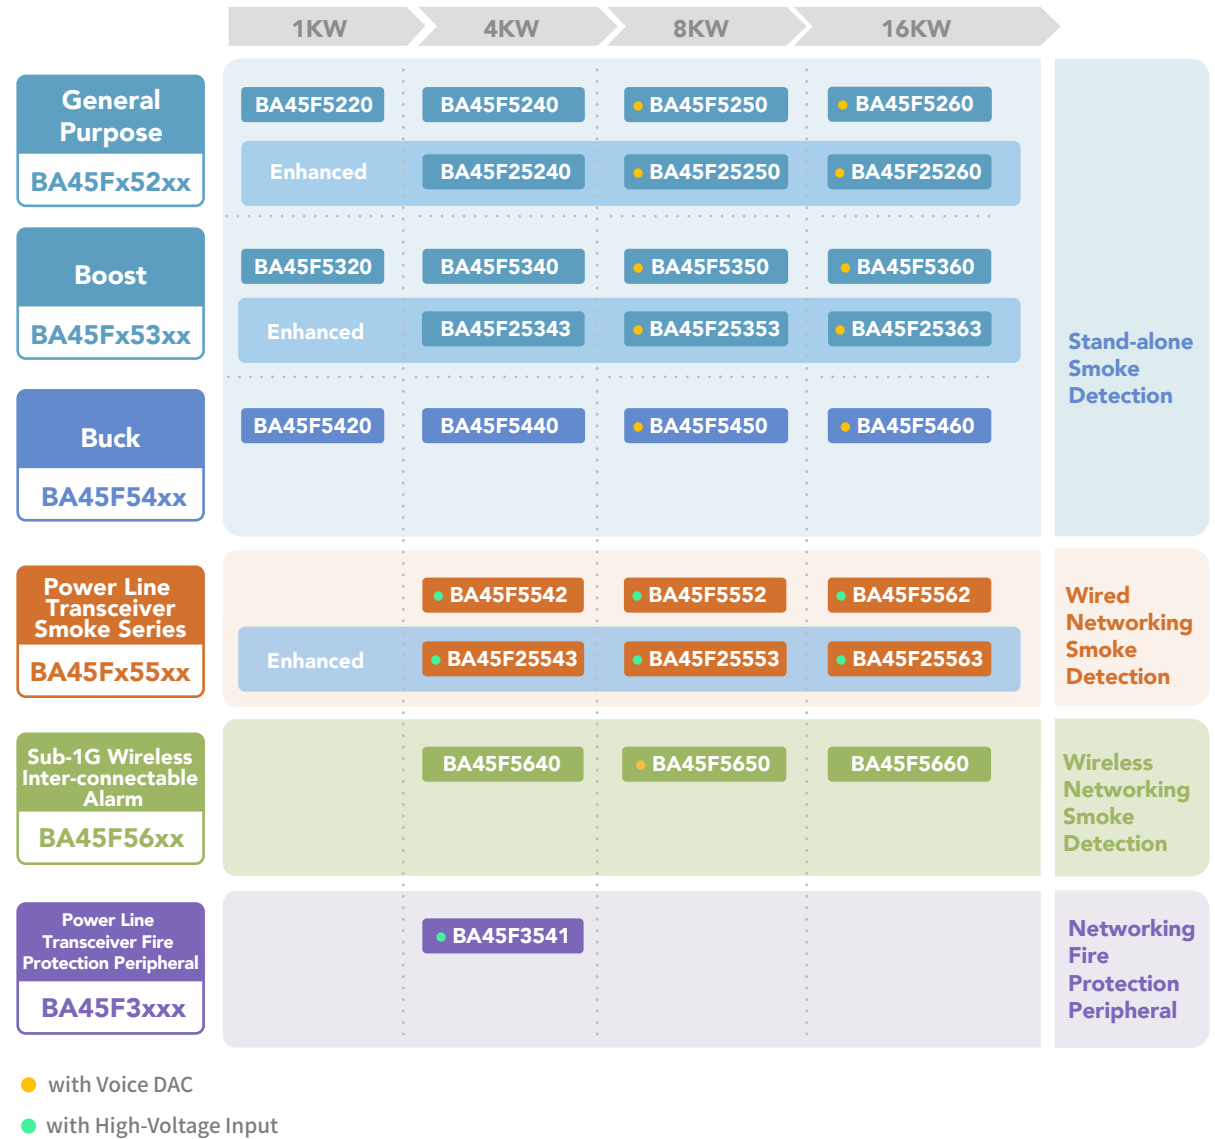 1KW
4KW
8KW
16KW
General
Purpose
BA45Fx52xx
BA45F5220
BA45F5240
BA45F5250
BA45F5260
Enhanced
BA45F25240
BA45F25250
BA45F25260
Boost
BA45Fx53xx
BA45F5320
BA45F5340
BA45F5350
BA45F5360
Enhanced
BA45F25343
BA45F25353
BA45F25363
Buck
BA45F54xx
BA45F5420
BA45F5440
BA45F5450
BA45F5460
Stand-alone
Smoke
Detection
Power Line
Transceiver
Smoke Series
BA45Fx55xx
BA45F5542
BA45F5552
BA45F5562
Enhanced
BA45F25543
BA45F25553
BA45F25563
Wired
Networking
Smoke
Detection
Sub-1G Wireless
Inter-connectable
Alarm
BA45F56xx
BA45F5640
BA45F5650
BA45F5660
Wireless
Networking
Smoke
Detection
Power Line
Transceiver Fire
Protection Peripheral
BA45F3xxx
BA45F3541
Networking
Fire
Protection
Peripheral
with Voice DAC
with High-Voltage Input